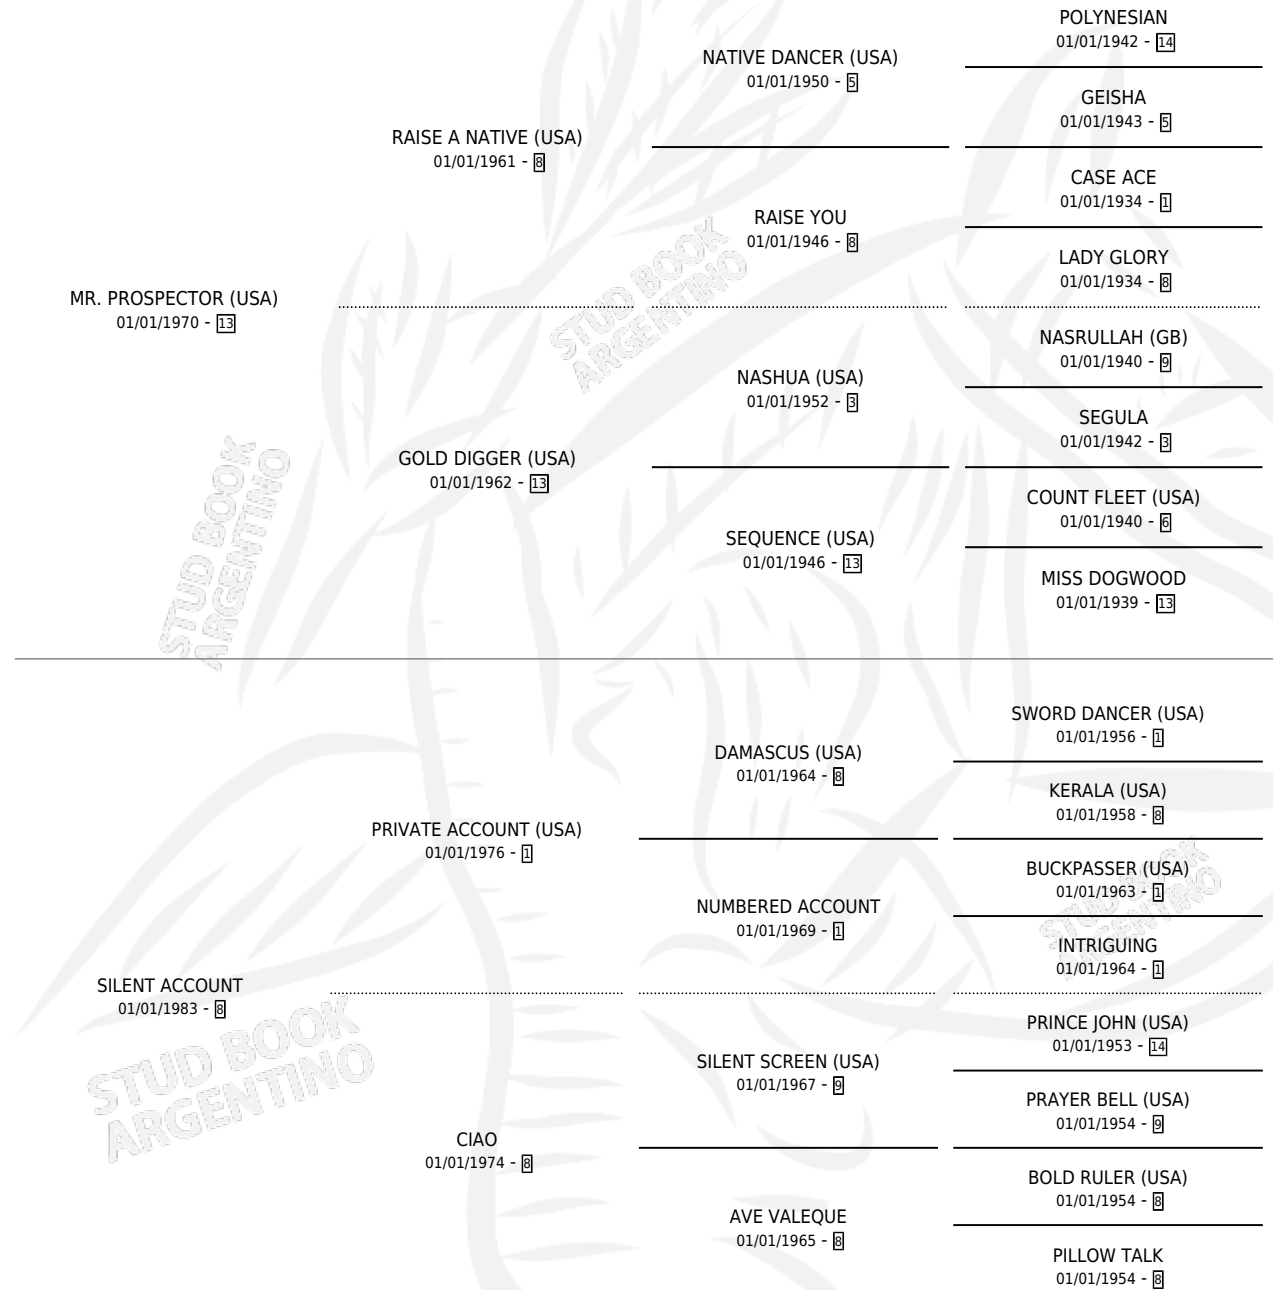 POLYNESIAN
01/01/1942 - 14
NATIVE DANCER (USA)
01/01/1950 - 5
GEISHA
01/01/1943 - 5
RAISE A NATIVE (USA)
01/01/1961 - 8
CASE ACE
01/01/1934 - 1
RAISE YOU
01/01/1946 - 8
LADY GLORY
01/01/1934 - 8
MR. PROSPECTOR (USA)
01/01/1970 - 13
NASRULLAH (GB)
01/01/1940 - 9
NASHUA (USA)
01/01/1952 - 3
SEGULA
01/01/1942 - 3
GOLD DIGGER (USA)
01/01/1962 - 13
COUNT FLEET (USA)
01/01/1940 - 6
SEQUENCE (USA)
01/01/1946 - 13
MISS DOGWOOD
01/01/1939 - 13
SWORD DANCER (USA)
01/01/1956 - 1
DAMASCUS (USA)
01/01/1964 - 8
KERALA (USA)
01/01/1958 - 8
PRIVATE ACCOUNT (USA)
01/01/1976 - 1
BUCKPASSER (USA)
01/01/1963 - 1
NUMBERED ACCOUNT
01/01/1969 - 1
INTRIGUING
01/01/1964 - 1
SILENT ACCOUNT
01/01/1983 - 8
PRINCE JOHN (USA)
01/01/1953 - 14
SILENT SCREEN (USA)
01/01/1967 - 9
PRAYER BELL (USA)
01/01/1954 - 9
CIAO
01/01/1974 - 8
BOLD RULER (USA)
01/01/1954 - 8
AVE VALEQUE
01/01/1965 - 8
PILLOW TALK
01/01/1954 - 8
STUD BOOK
ARGENTINO
STUD BOOK
ARGENTINO
STUD BOOK
ARGENTINO
STUD BOOK
ARGENTINO